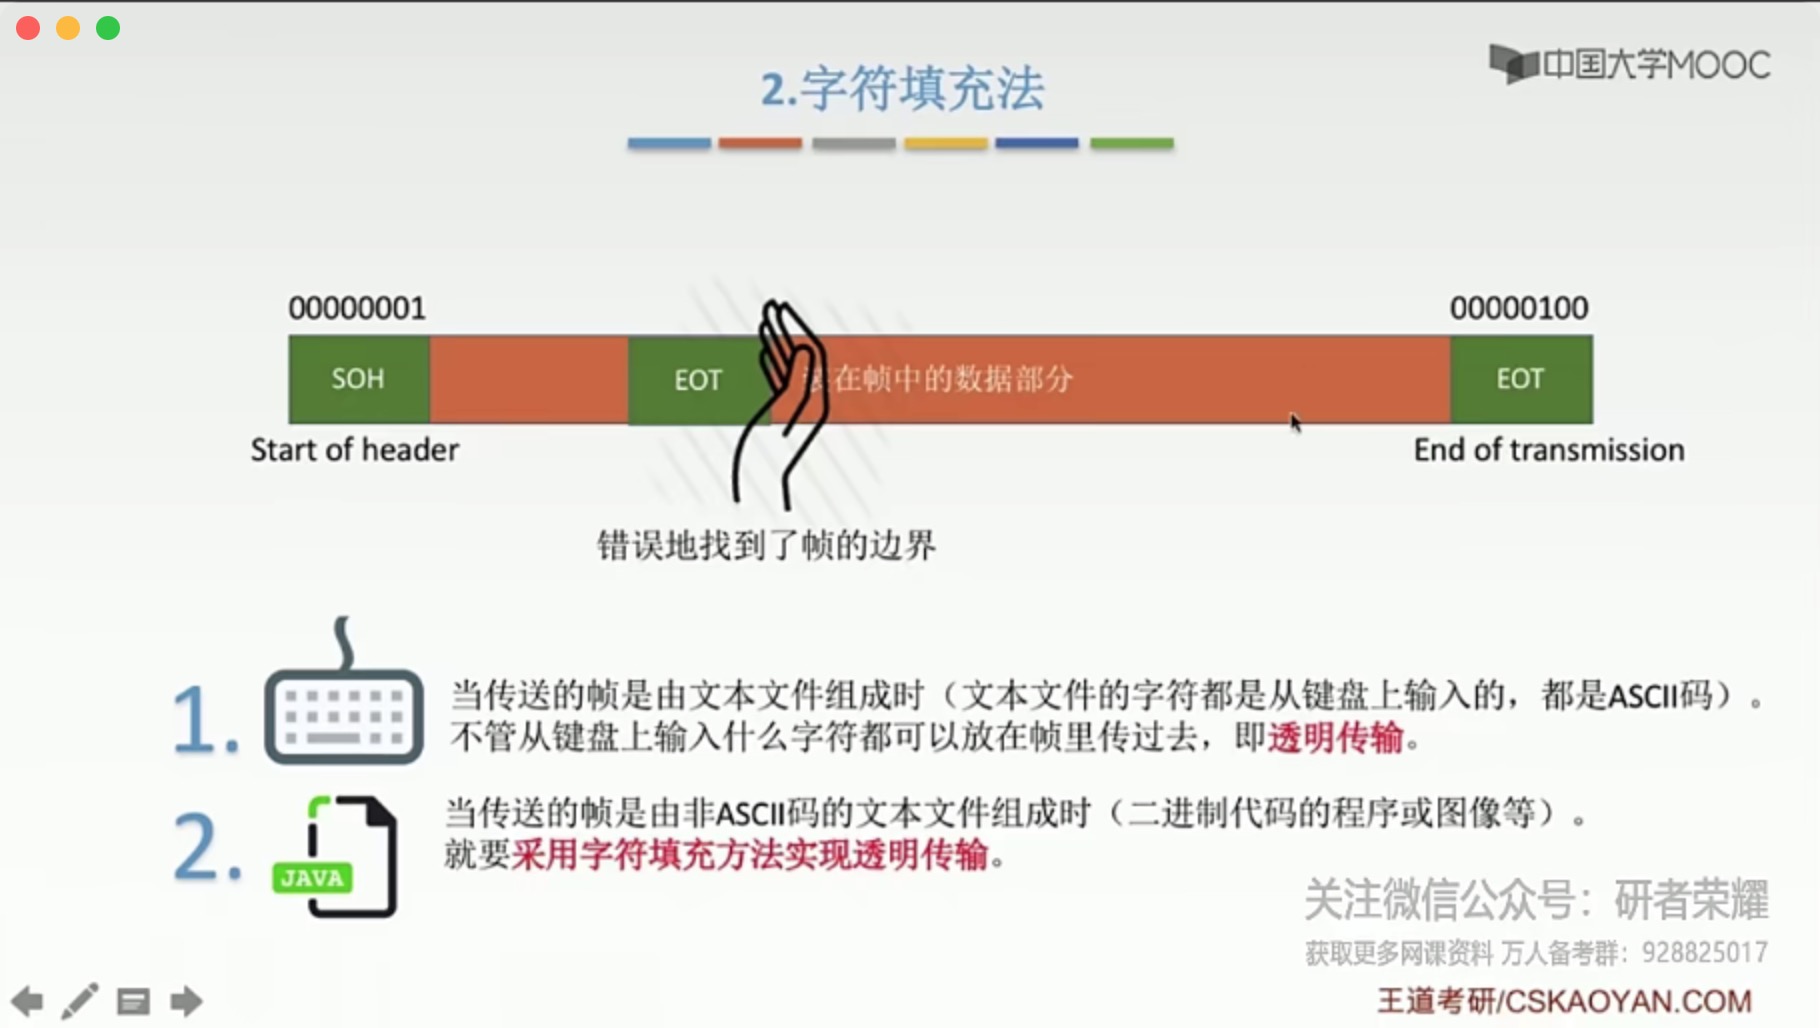 中国大学MOOC
2.字符填充法
00000001
00000100
SOH
EOT
在帧中的数据部分
EOT
Start of header
End of transmission
错误地找到了帧的边界
1.
当传送的帧是由文本文件组成时（文本文件的字符都是从键盘上输入的，都是ASCII码）。
不管从键盘上输入什么字符都可以放在帧里传过去，即透明传输。
2.
JAVA
当传送的帧是由非ASCII码的文本文件组成时（二进制代码的程序或图像等）。
就要采用字符填充方法实现透明传输。
关注微信公众号：研者荣耀
获取更多网课资料 万人备考群：928825017
王道考研/CSKAOYAN.COM